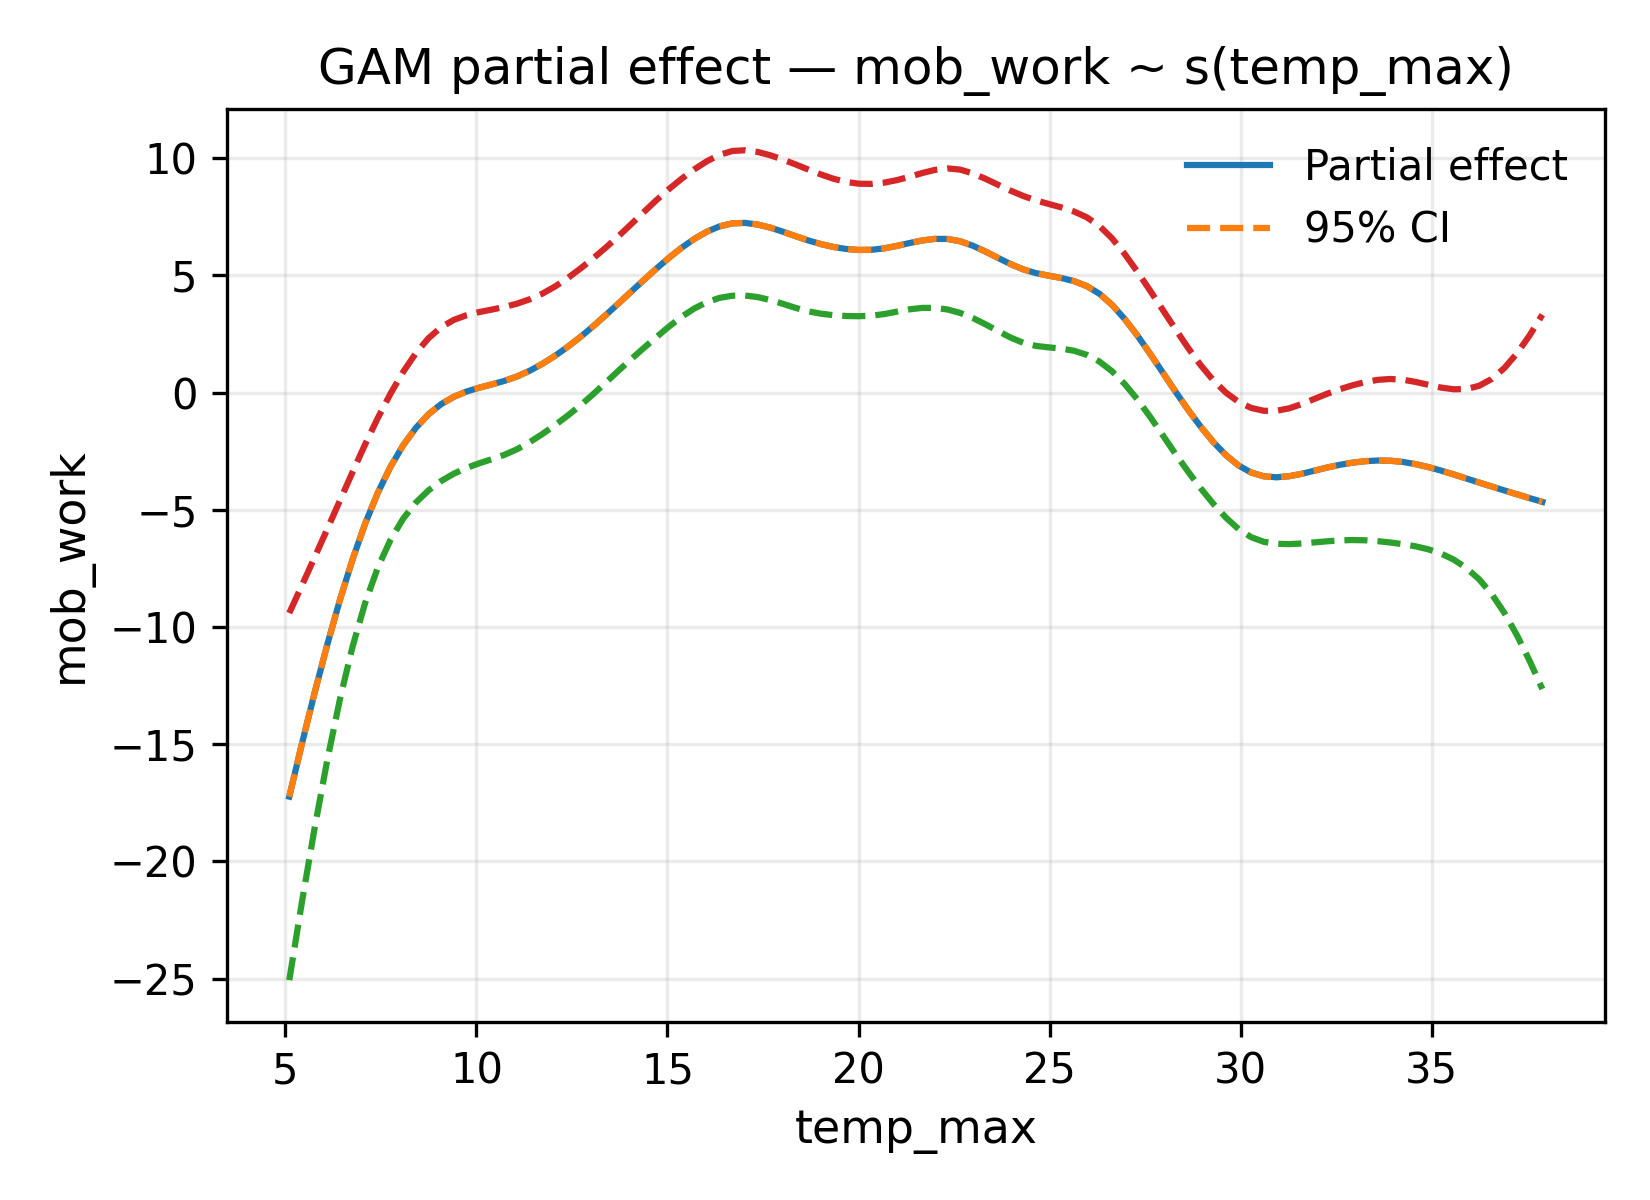 GAM partial effect — mob_work ~ s(temp_max)
Partial effect
95% CI
10
5
0
−5
−10
−15
−20
−25
mob_work
5 10 15 20 25 30 35
temp_max